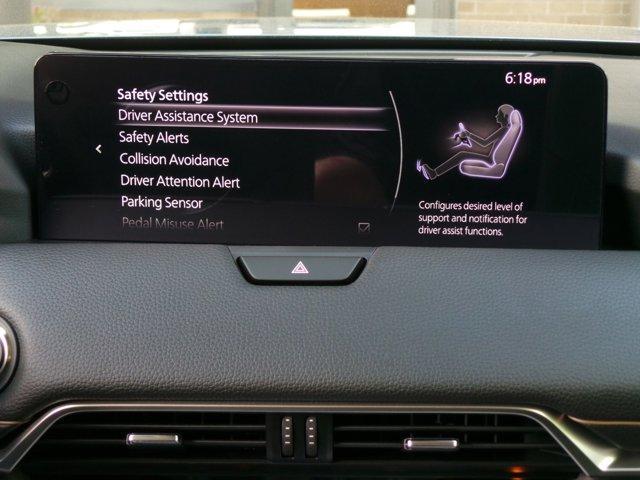 6:18pm
Safety Settings
Driver Assistance System
Safety Alerts
Collision Avoidance
Driver Attention Alert
Parking Sensor
Pedal Misuse Alert
Configures desired level of
support and notification for
driver assist functions.